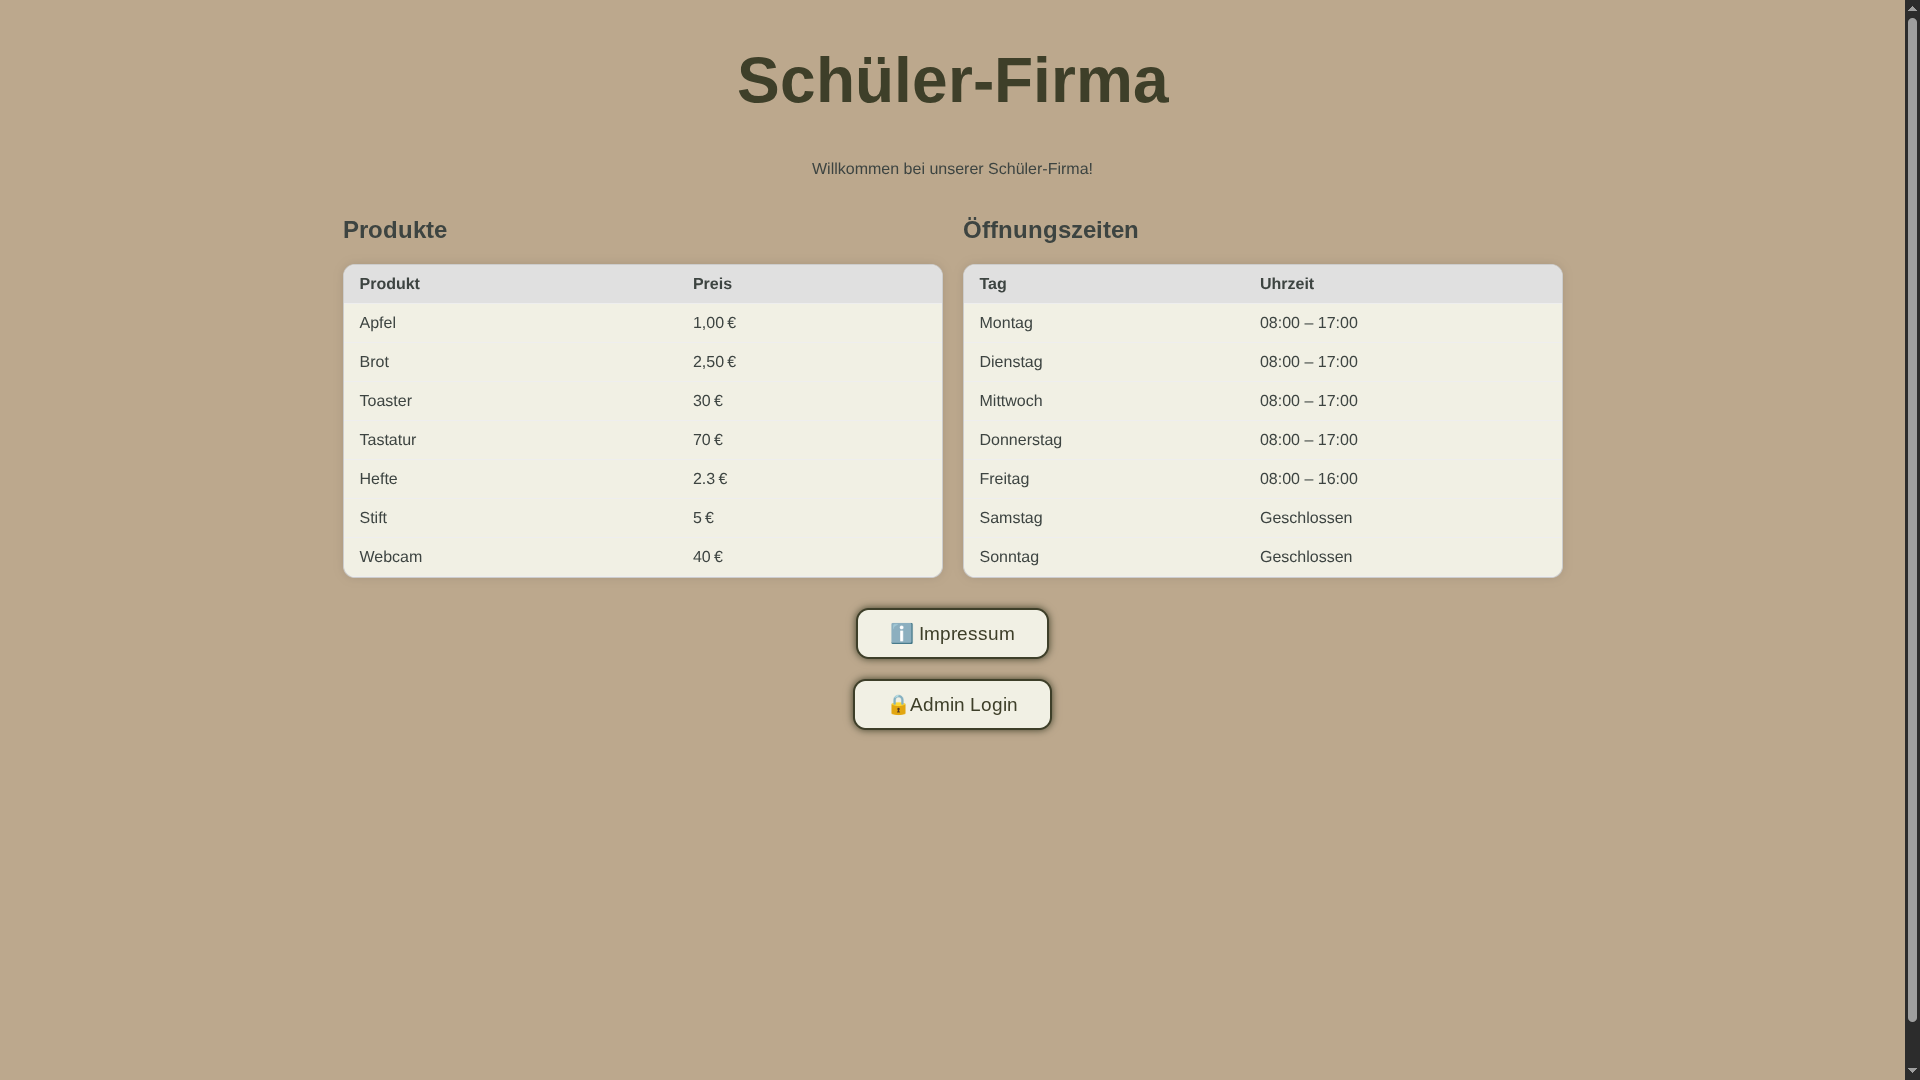 Schüler-Firma
Willkommen bei unserer Schüler-Firma!
Produkte
Produkt Preis
Apfel 1,00 €
Brot 2,50 €
Toaster 30 €
Tastatur 70 €
Hefte 2.3 €
Stift 5 €
Webcam 40 €
Öffnungszeiten
Tag Uhrzeit
Montag 08:00 – 17:00
Dienstag 08:00 – 17:00
Mittwoch 08:00 – 17:00
Donnerstag 08:00 – 17:00
Freitag 08:00 – 16:00
Samstag Geschlossen
Sonntag Geschlossen
ℹ️ Impressum
🔒Admin Login